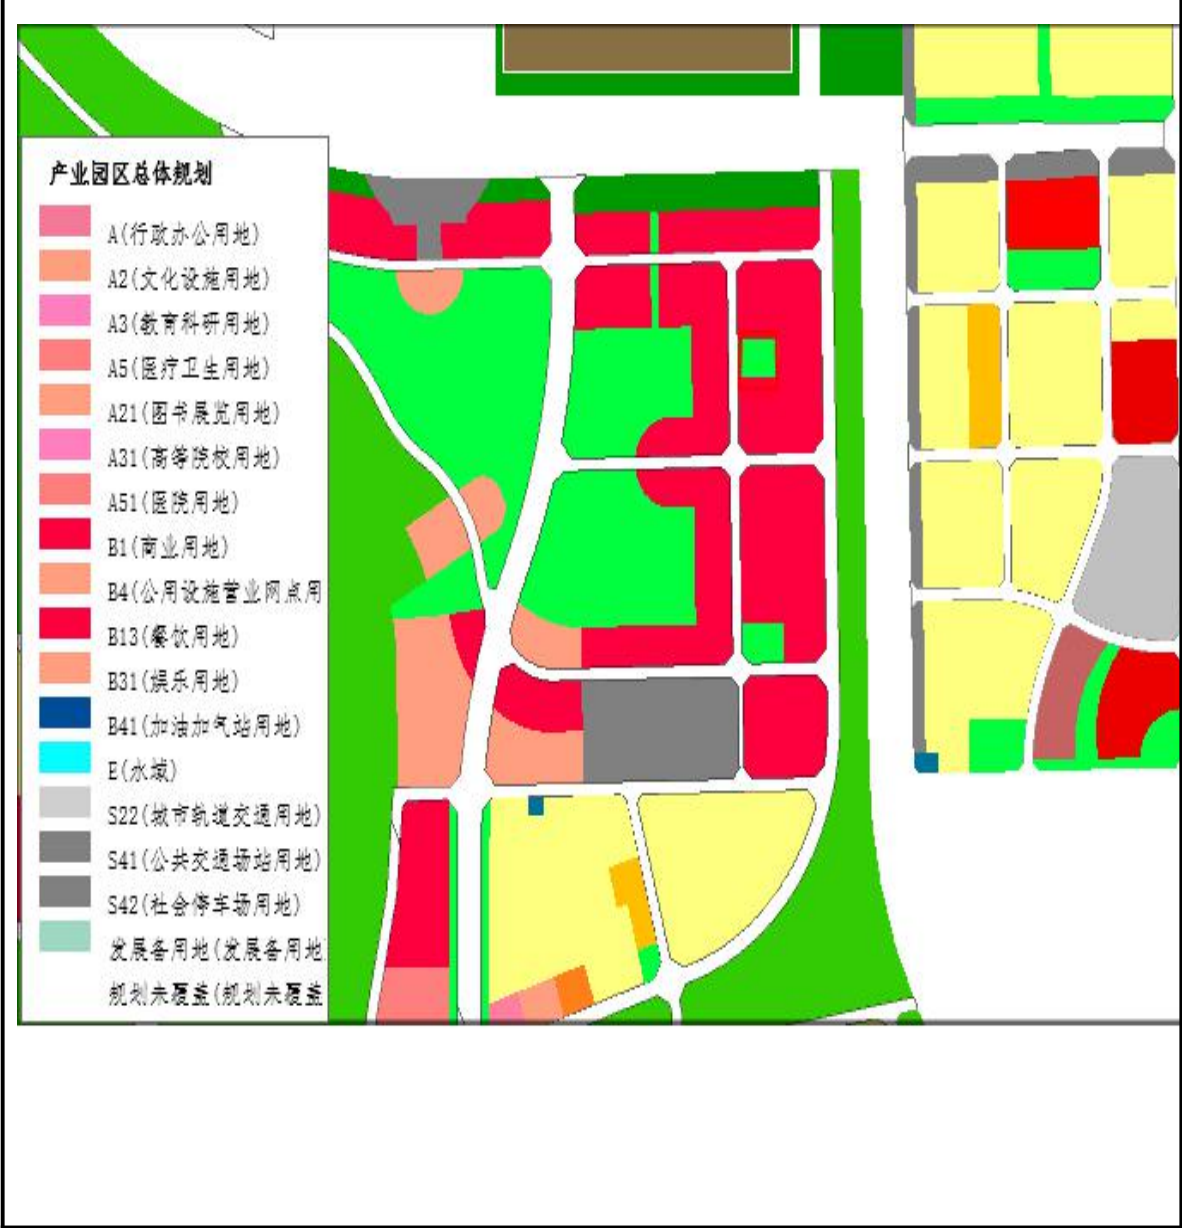 产业园区总体规划
A(行政办公用地)
A2(文化设施用地)
A3(教育科研用地)
A5(医疗卫生用地)
A21(图书展览用地)
A31(高等院校用地)
A51(医院用地)
B1(商业用地)
B4(公用设施营业网点用
B13(餐饮用地)
B31(娱乐用地)
B41(加油加气站用地)
E(水域)
S22(城市轨道交通用地)
S41(公共交通场站用地)
S42(社会停车场用地)
发展备用地(发展备用地
规划未覆盖(规划未覆盖